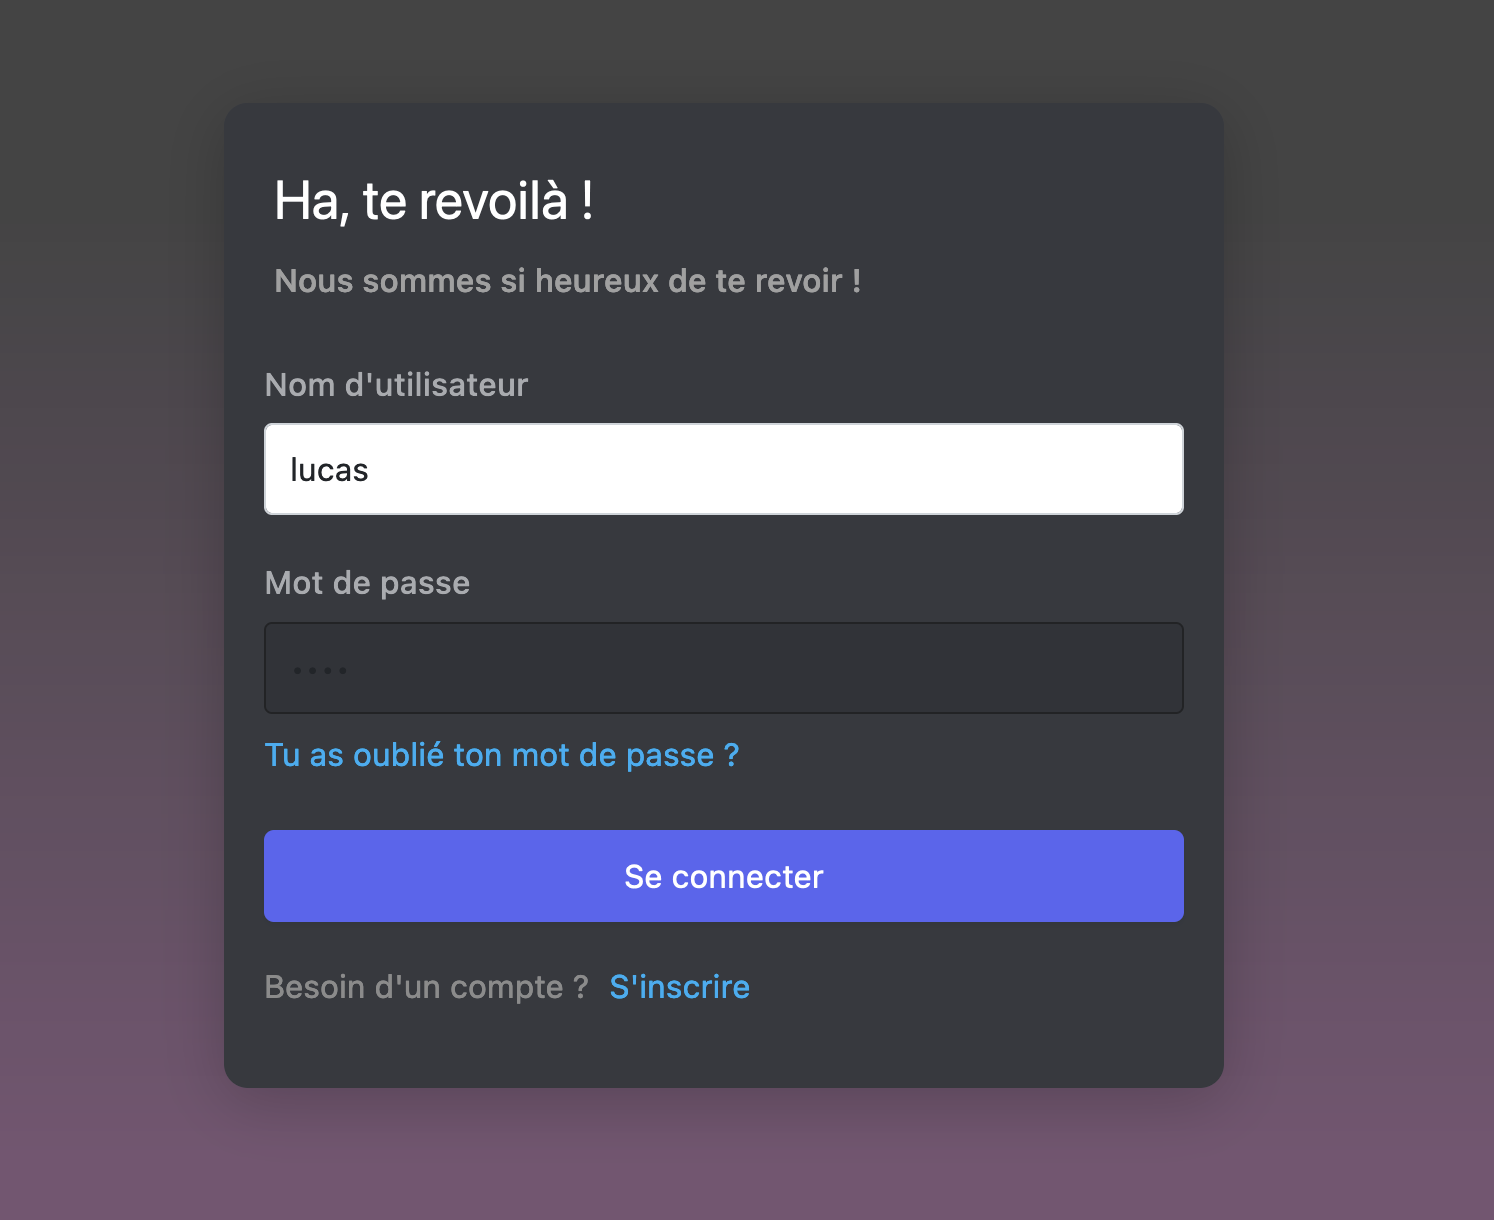 Ha, te revoilà !
Nous sommes si heureux de te revoir !
Nom d'utilisateur
lucas
Mot de passe
••••
Tu as oublié ton mot de passe ?
Se connecter
Besoin d'un compte ? S'inscrire